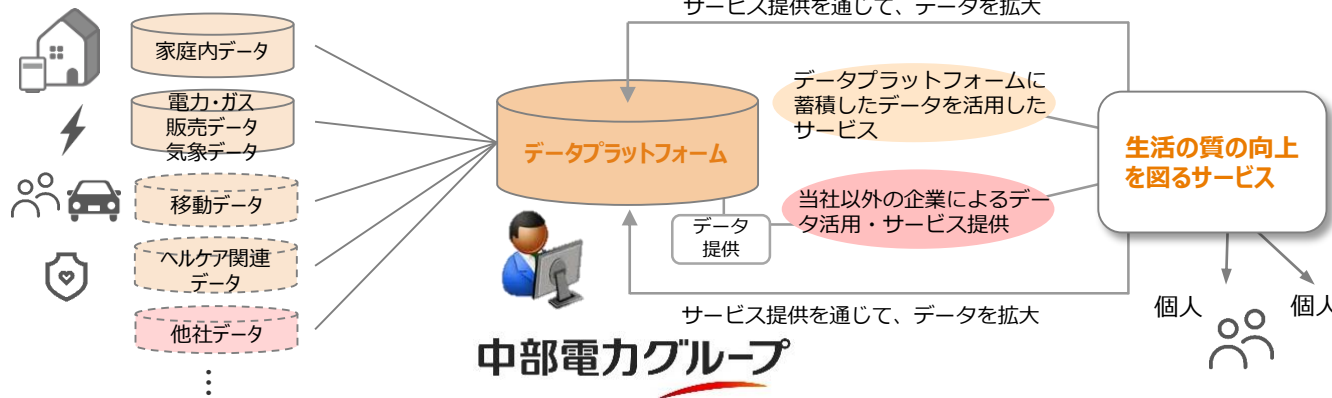 サービス提供を通じて、データを拡大
家庭内データ
電力・ガス
販売データ
気象データ
移動データ
ヘルケア関連
データ
他社データ
データプラットフォーム
データ
提供
データプラットフォームに
蓄積したデータを活用した
サービス
当社以外の企業によるデー
タ活用・サービス提供
生活の質の向上
を図るサービス
サービス提供を通じて、データを拡大
個人
個人
中部電力グループ